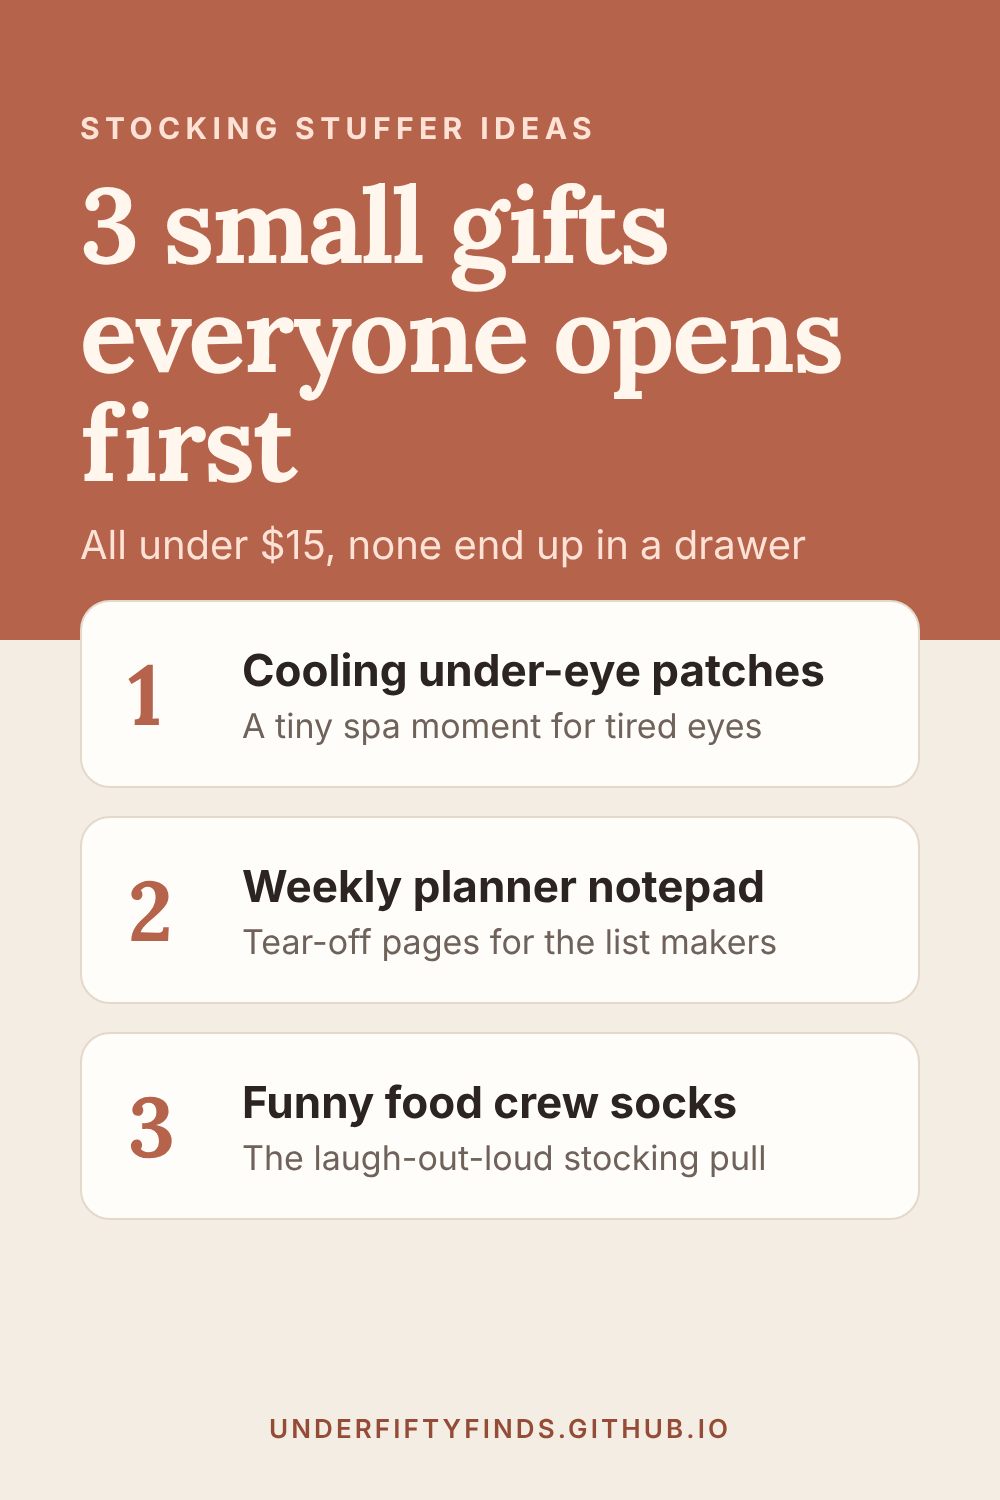 STOCKING STUFFER IDEAS
3 small gifts
everyone opens
first
All under $15, none end up in a drawer
1
Cooling under-eye patches
A tiny spa moment for tired eyes
2
Weekly planner notepad
Tear-off pages for the list makers
3
Funny food crew socks
The laugh-out-loud stocking pull
UNDERFIFTYFINDS.GITHUB.IO